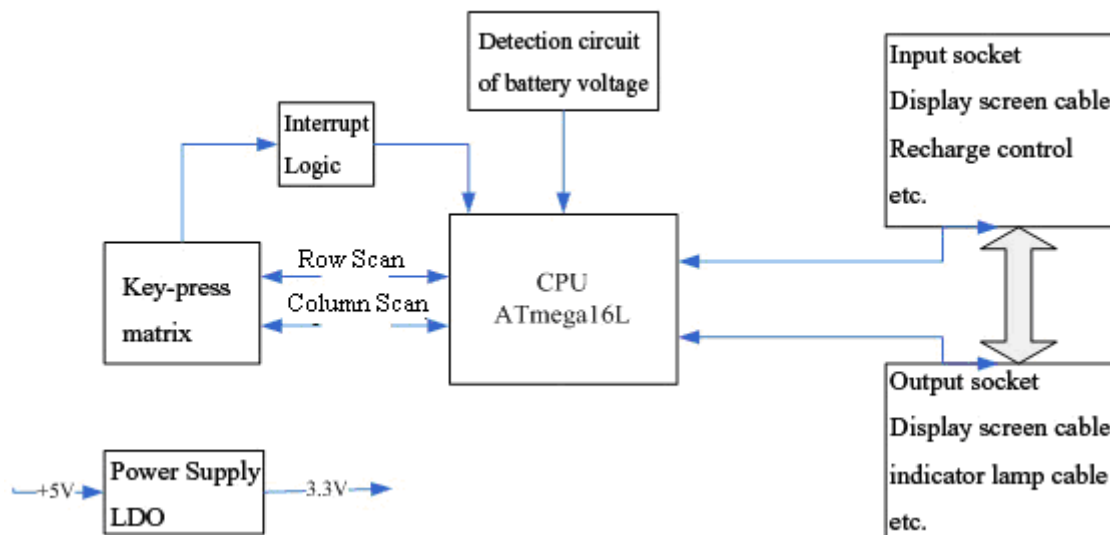 Detection circuit
of battery voltage
Input socket
Display screen cable
Recharge control
etc.
Interrupt
Logic
Row Scan
Column Scan
Key-press
matrix
CPU
ATmega16L
Output socket
Display screen cable
indicator lamp cable
etc.
+5V
Power Supply
LDO
3.3V